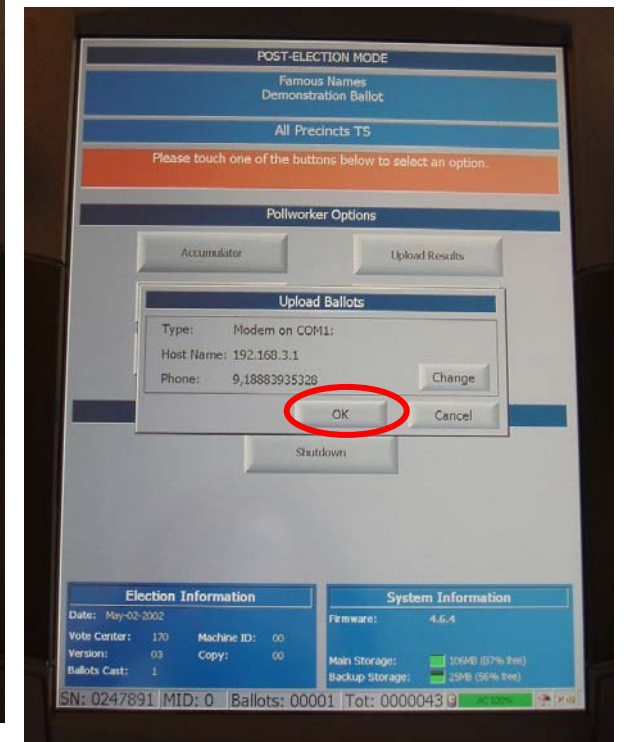 POST-ELECTION MODE
Famous Names
Demonstration Ballot
All Precincts TS
Please touch one of the buttons below to select an option.
Pollworker Options
Accumulator Upload Results
Upload Ballots
Type: Modem on COM1:
Host Name: 192.168.3.1
Phone: 9,18883935328 Change
OK Cancel
Shutdown
Election Information System Information
Date: May-02-2002 Firmware: 4.6.4
Vote Center: 170 Machine ID: 00
Version: 03 Copy: 00 Main Storage: 106MB (87% free)
Ballots Cast: 1 Backup Storage: 25MB (56% free)
SN: 0247891 MID: 0 Ballots: 00001 Tot: 0000043 AC 100%